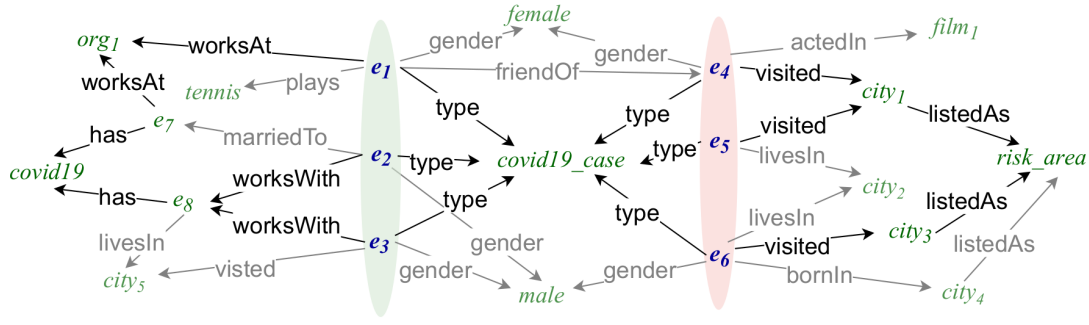 female
org₁ worksAt e₁ gender gender e₄ actedIn film₁
worksAt tennis plays friendOf visited city₁
type type listedAs
has e₇ marriedTo visited
covid19 e₂ type covid19_case type e₅ livesIn risk_area
has e₈ worksWith type type city₂ listedAs
worksWith livesIn
livesIn e₃ gender visited city₃ listedAs
city₅ visted gender male gender e₆ bornIn city₄